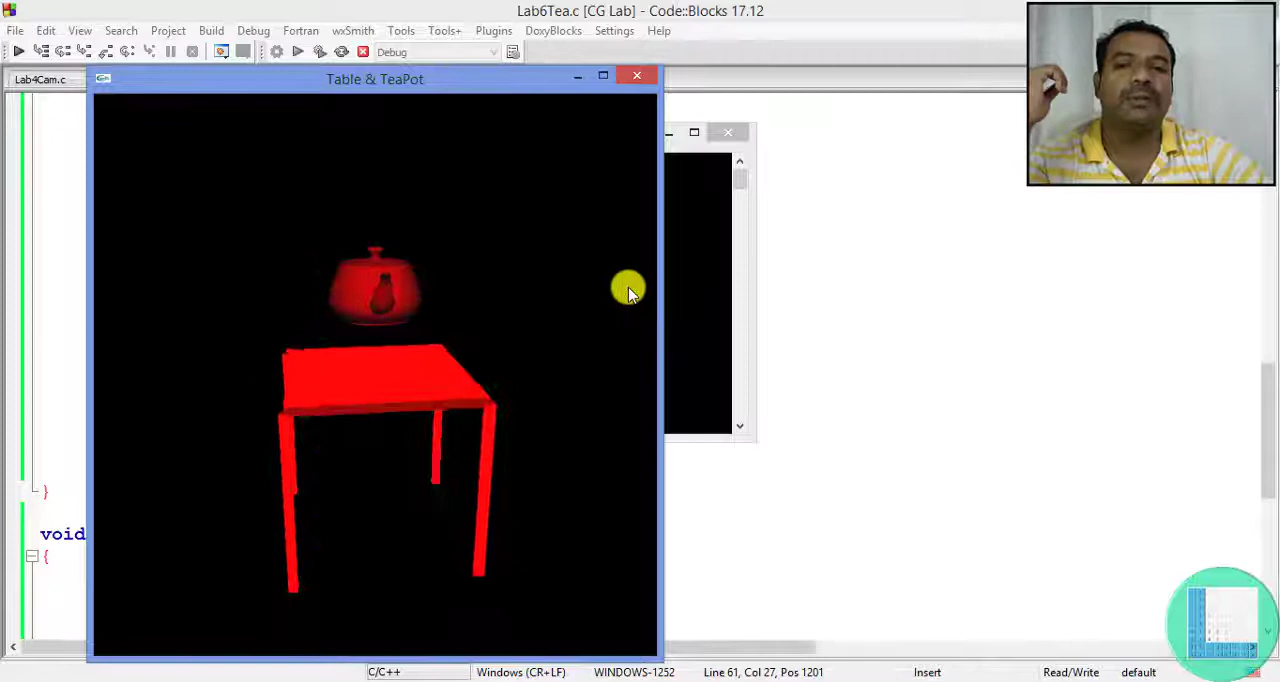 Lab6Tea.c [CG Lab] - Code::Blocks 17.12
File Edit View Search Project Build Debug Fortran wxSmith Tools Tools+ Plugins DoxyBlocks Settings Help
Debug
Lab4Cam.c
Table & TeaPot
}
void
{
C/C++ Windows (CR+LF) WINDOWS-1252 Line 61, Col 27, Pos 1201 Insert Read/Write default